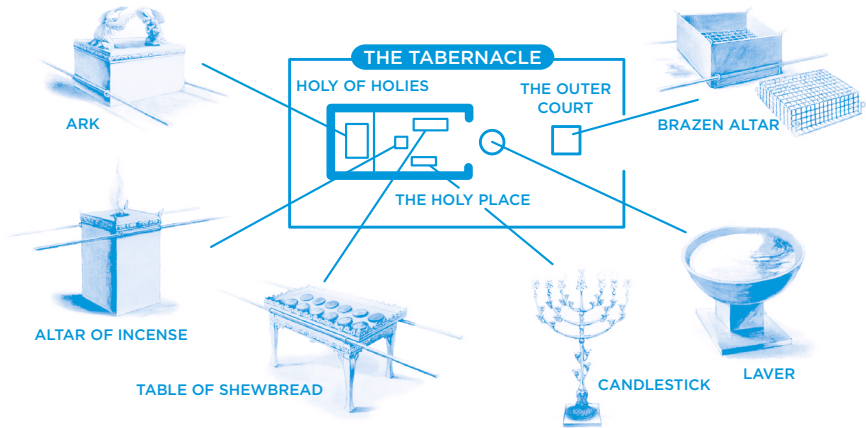 THE TABERNACLE
HOLY OF HOLIES
THE OUTER
COURT
ARK
BRAZEN ALTAR
THE HOLY PLACE
ALTAR OF INCENSE
TABLE OF SHEWBREAD
CANDLESTICK
LAVER